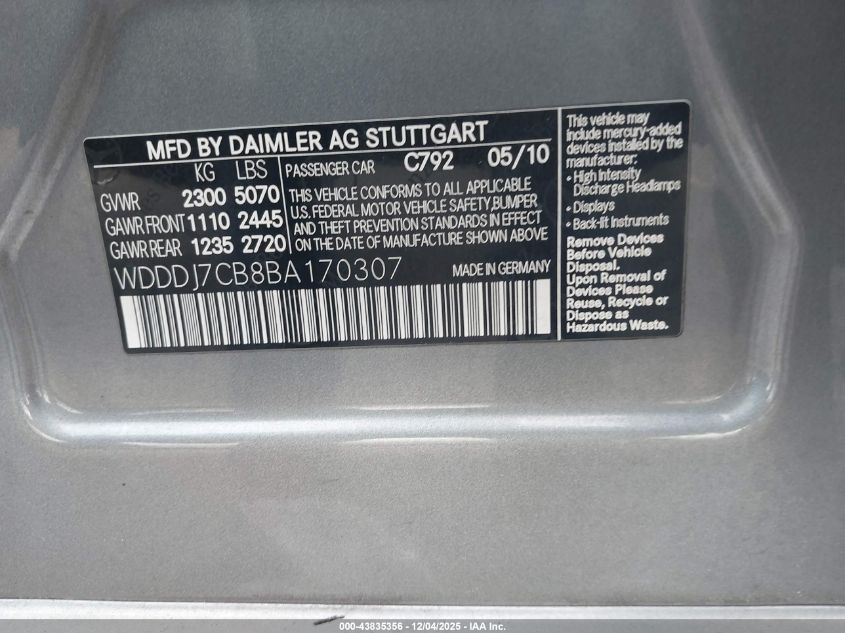 MFD BY DAIMLER AG STUTTGART
KG LBS PASSENGER CAR C792 05/10
GVWR 2300 5070
GAWR FRONT 1110 2445
GAWR REAR 1235 2720
THIS VEHICLE CONFORMS TO ALL APPLICABLE
U.S. FEDERAL MOTOR VEHICLE SAFETY, BUMPER
AND THEFT PREVENTION STANDARDS IN EFFECT
ON THE DATE OF MANUFACTURE SHOWN ABOVE
WDDDJ7CB8BA170307 MADE IN GERMANY
This vehicle may
include mercury-added
devices installed by the
manufacturer:
• High Intensity
Discharge Headlamps
• Displays
• Back-lit Instruments
Remove Devices
Before Vehicle
Disposal.
Upon Removal of
Devices Please
Reuse, Recycle or
Dispose as
Hazardous Waste.
000-43835356 - 12/04/2025 - IAA Inc.